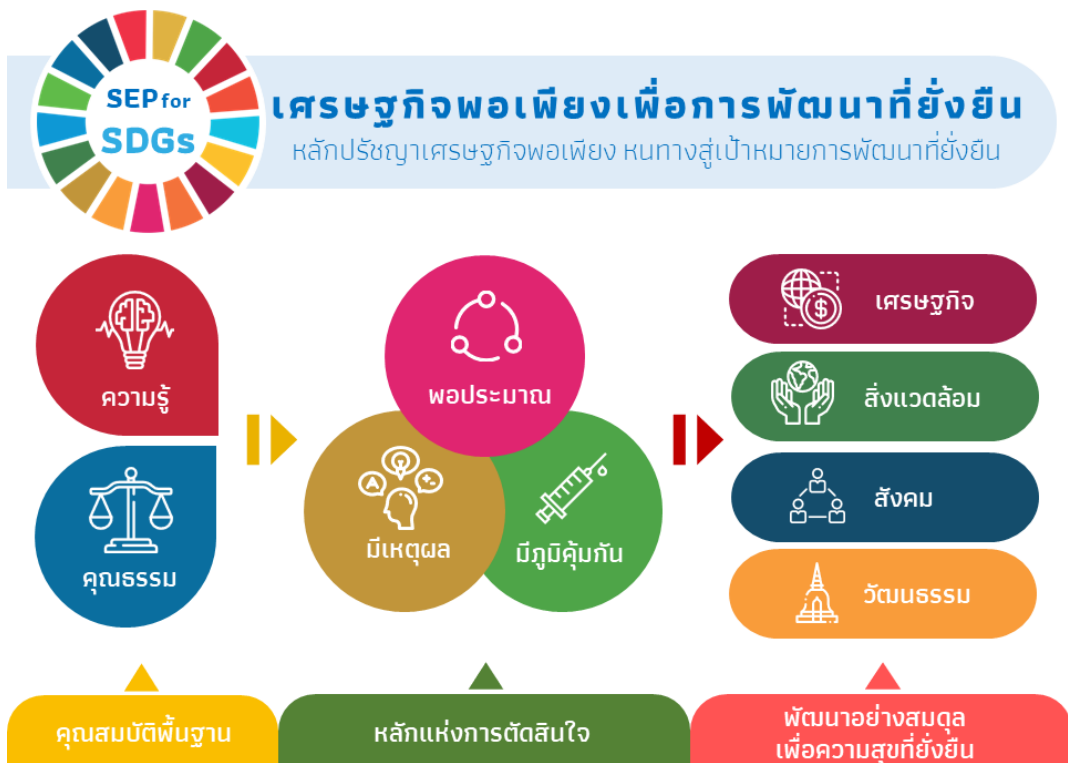 SEP for
SDGs
เศรษฐกิจพอเพียงเพื่อการพัฒนาที่ยั่งยืน
หลักปรัชญาเศรษฐกิจพอเพียง หนทางสู่เป้าหมายการพัฒนาที่ยั่งยืน
ความรู้
คุณธรรม
พอประมาณ
A
มีเหตุผล
มีภูมิคุ้มกัน
$
เศรษฐกิจ
สิ่งแวดล้อม
สังคม
วัฒนธรรม
คุณสมบัติพื้นฐาน
หลักแห่งการตัดสินใจ
พัฒนาอย่างสมดุล
เพื่อความสุขที่ยั่งยืน